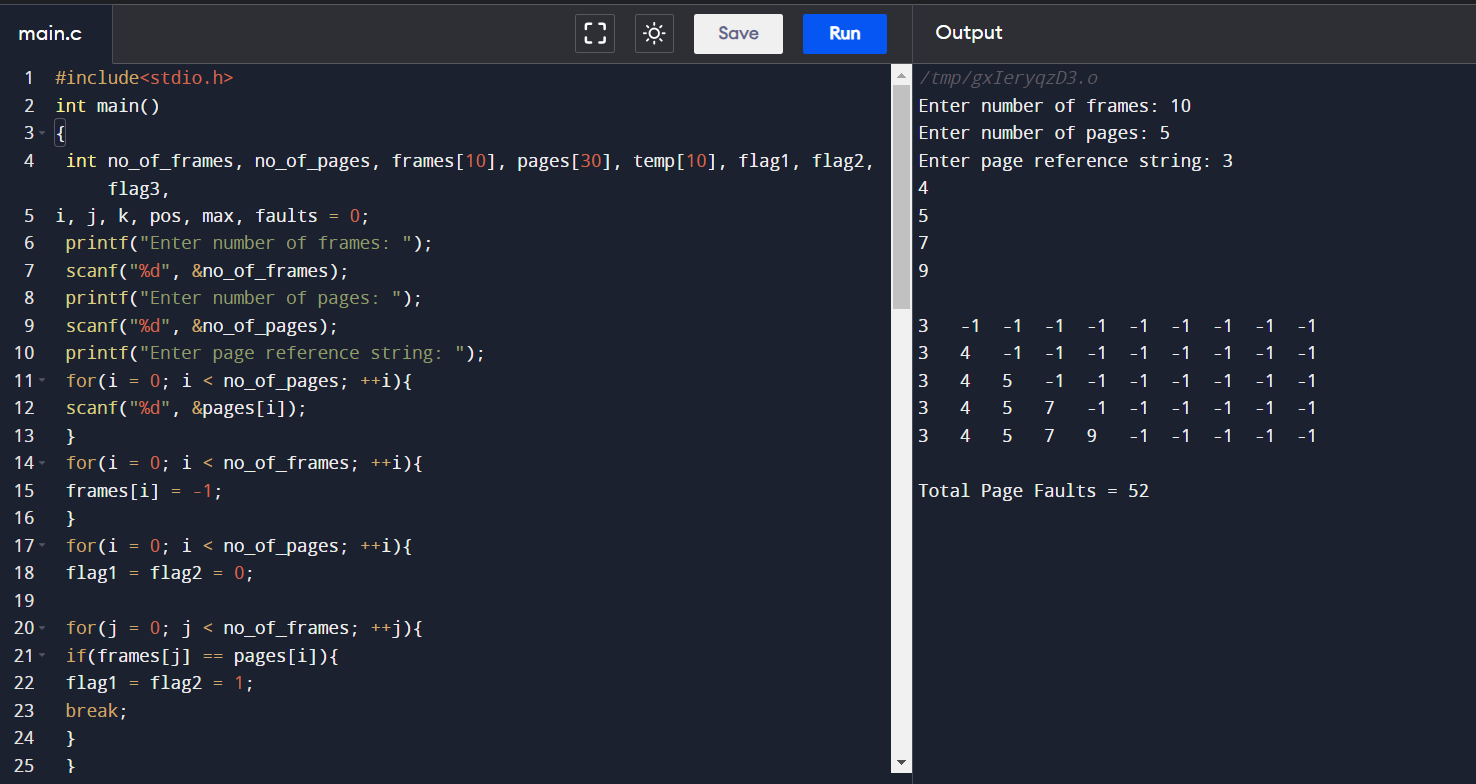 main.c
Save
Run
Output
1 #include<stdio.h>
2 int main()
3 {
4 int no_of_frames, no_of_pages, frames[10], pages[30], temp[10], flag1, flag2,
flag3,
5 i, j, k, pos, max, faults = 0;
6 printf("Enter number of frames: ");
7 scanf("%d", &no_of_frames);
8 printf("Enter number of pages: ");
9 scanf("%d", &no_of_pages);
10 printf("Enter page reference string: ");
11 for(i = 0; i < no_of_pages; ++i){
12 scanf("%d", &pages[i]);
13 }
14 for(i = 0; i < no_of_frames; ++i){
15 frames[i] = -1;
16 }
17 for(i = 0; i < no_of_pages; ++i){
18 flag1 = flag2 = 0;
19
20 for(j = 0; j < no_of_frames; ++j){
21 if(frames[j] == pages[i]){
22 flag1 = flag2 = 1;
23 break;
24 }
25 }
/tmp/gxIeryqzD3.o
Enter number of frames: 10
Enter number of pages: 5
Enter page reference string: 3
4
5
7
9
3 -1 -1 -1 -1 -1 -1 -1 -1 -1
3 4 -1 -1 -1 -1 -1 -1 -1 -1
3 4 5 -1 -1 -1 -1 -1 -1 -1
3 4 5 7 -1 -1 -1 -1 -1 -1
3 4 5 7 9 -1 -1 -1 -1 -1
Total Page Faults = 52